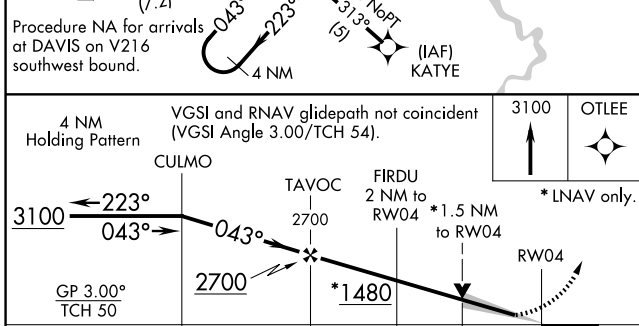 (7.2)
043°
223°
NoPT
313°
(5)
Procedure NA for arrivals
at DAVIS on V216
southwest bound.
4 NM
(IAF)
KATYE
4 NM
Holding Pattern
VGSI and RNAV glidepath not coincident
(VGSI Angle 3.00/TCH 54).
3100
OTLEE
CULMO
TAVOC
2700
FIRDU
2 NM to
RW04
*1.5 NM
to RW04
* LNAV only.
RW04
3100
223°
043°
043°
2700
*1480
GP 3.00°
TCH 50